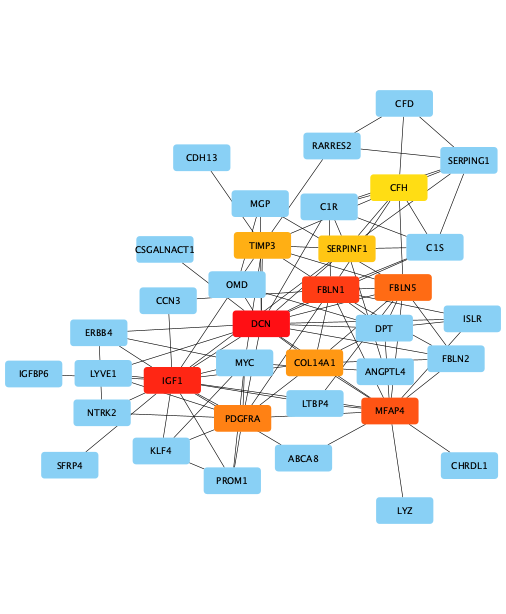 CFD
RARRES2
CDH13
SERPING1
CFH
MGP
C1R
TIMP3
SERPINF1
C1S
CSGALNACT1
OMD
FBLN1
FBLN5
CCN3
DCN
DPT
ISLR
ERBB4
MYC
COL14A1
FBLN2
IGFBP6
LYVE1
IGF1
ANGPTL4
NTRK2
PDGFRA
LTBP4
MFAP4
KLF4
ABCA8
SFRP4
PROM1
CHRDL1
LYZ